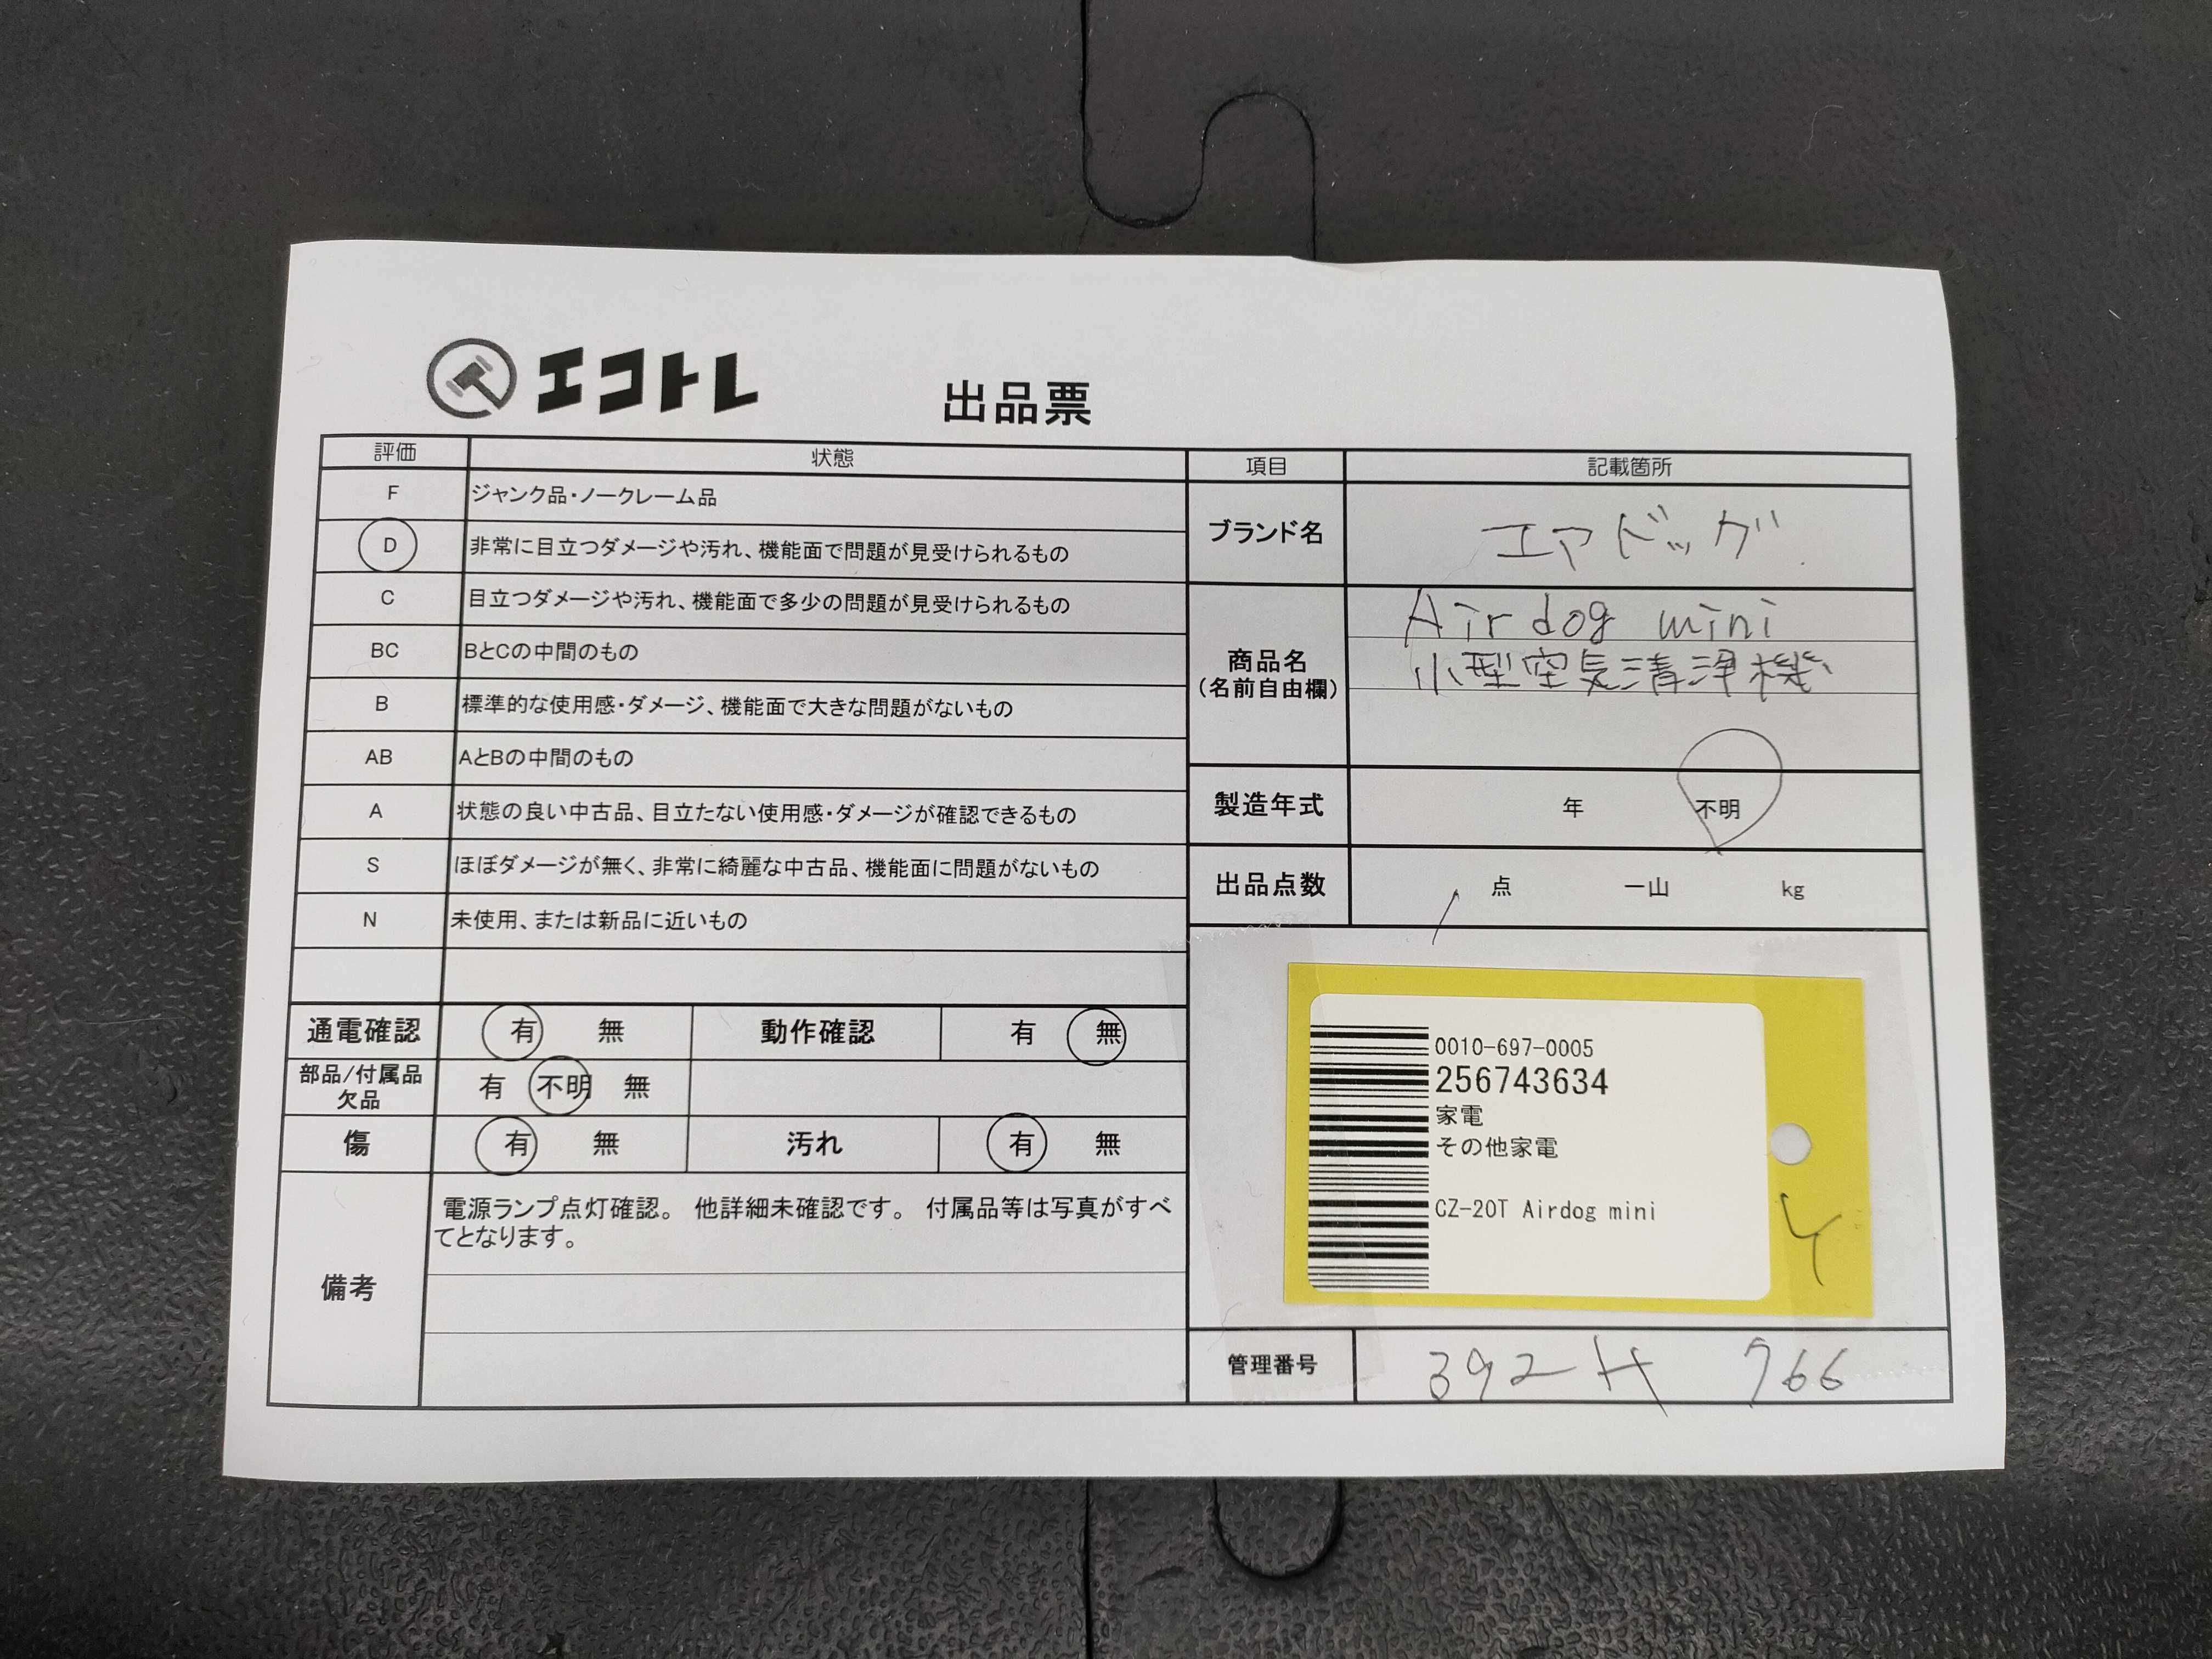 エコトレ
出品票
評価 状態
F ジャンク品・ノークレーム品
D 非常に目立つダメージや汚れ、機能面で問題が見受けられるもの
C 目立つダメージや汚れ、機能面で多少の問題が見受けられるもの
BC BとCの中間のもの
B 標準的な使用感・ダメージ、機能面で大きな問題がないもの
AB AとBの中間のもの
A 状態の良い中古品、目立たない使用感・ダメージが確認できるもの
S ほぼダメージが無く、非常に綺麗な中古品、機能面に問題がないもの
N 未使用、または新品に近いもの
通電確認 有 無 動作確認 有 無
部品/付属品
欠品
有 不明 無
傷 有 無 汚れ 有 無
備考
電源ランプ点灯確認。 他詳細未確認です。 付属品等は写真がすべ
てとなります。
項目 記載箇所
ブランド名 エアドッグ
商品名
(名前自由欄)
Airdog mini
小型空気清浄機
製造年式 年 不明
出品点数 1 点 一山 kg
0010-697-0005
256743634
家電
その他家電
CZ-20T Airdog mini
管理番号 392H 766